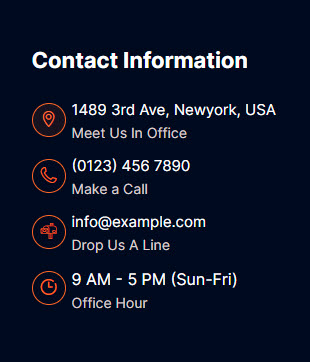 Contact Information
1489 3rd Ave, Newyork, USA
Meet Us In Office
(0123) 456 7890
Make a Call
info@example.com
Drop Us A Line
9 AM - 5 PM (Sun-Fri)
Office Hour